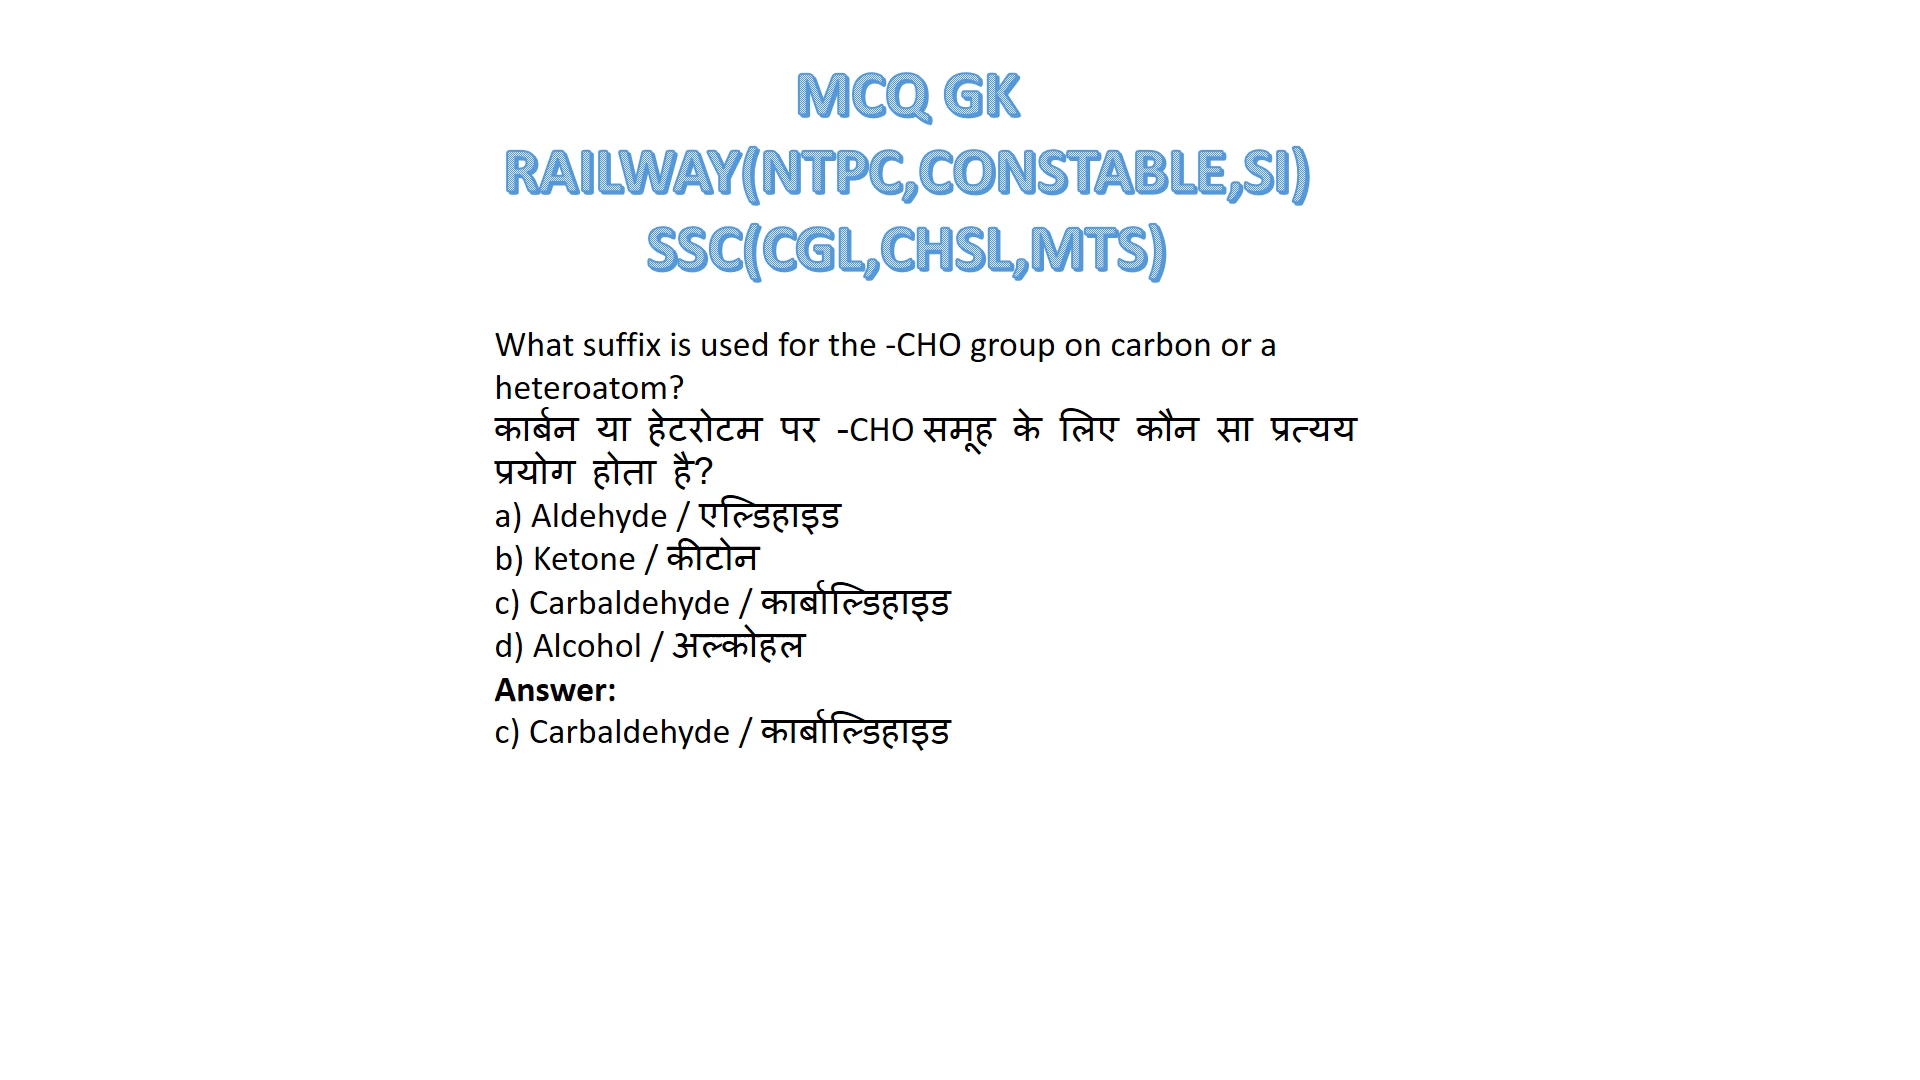 MCQ GK
RAILWAY(NTPC,CONSTABLE,SI)
SSC(CGL,CHSL,MTS)
What suffix is used for the -CHO group on carbon or a
heteroatom?
कार्बन या हेटरोटम पर -CHO समूह के लिए कौन सा प्रत्यय
प्रयोग होता है?
a) Aldehyde / एल्डिहाइड
b) Ketone / कीटोन
c) Carbaldehyde / कार्बाल्डिहाइड
d) Alcohol / अल्कोहल
Answer:
c) Carbaldehyde / कार्बाल्डिहाइड